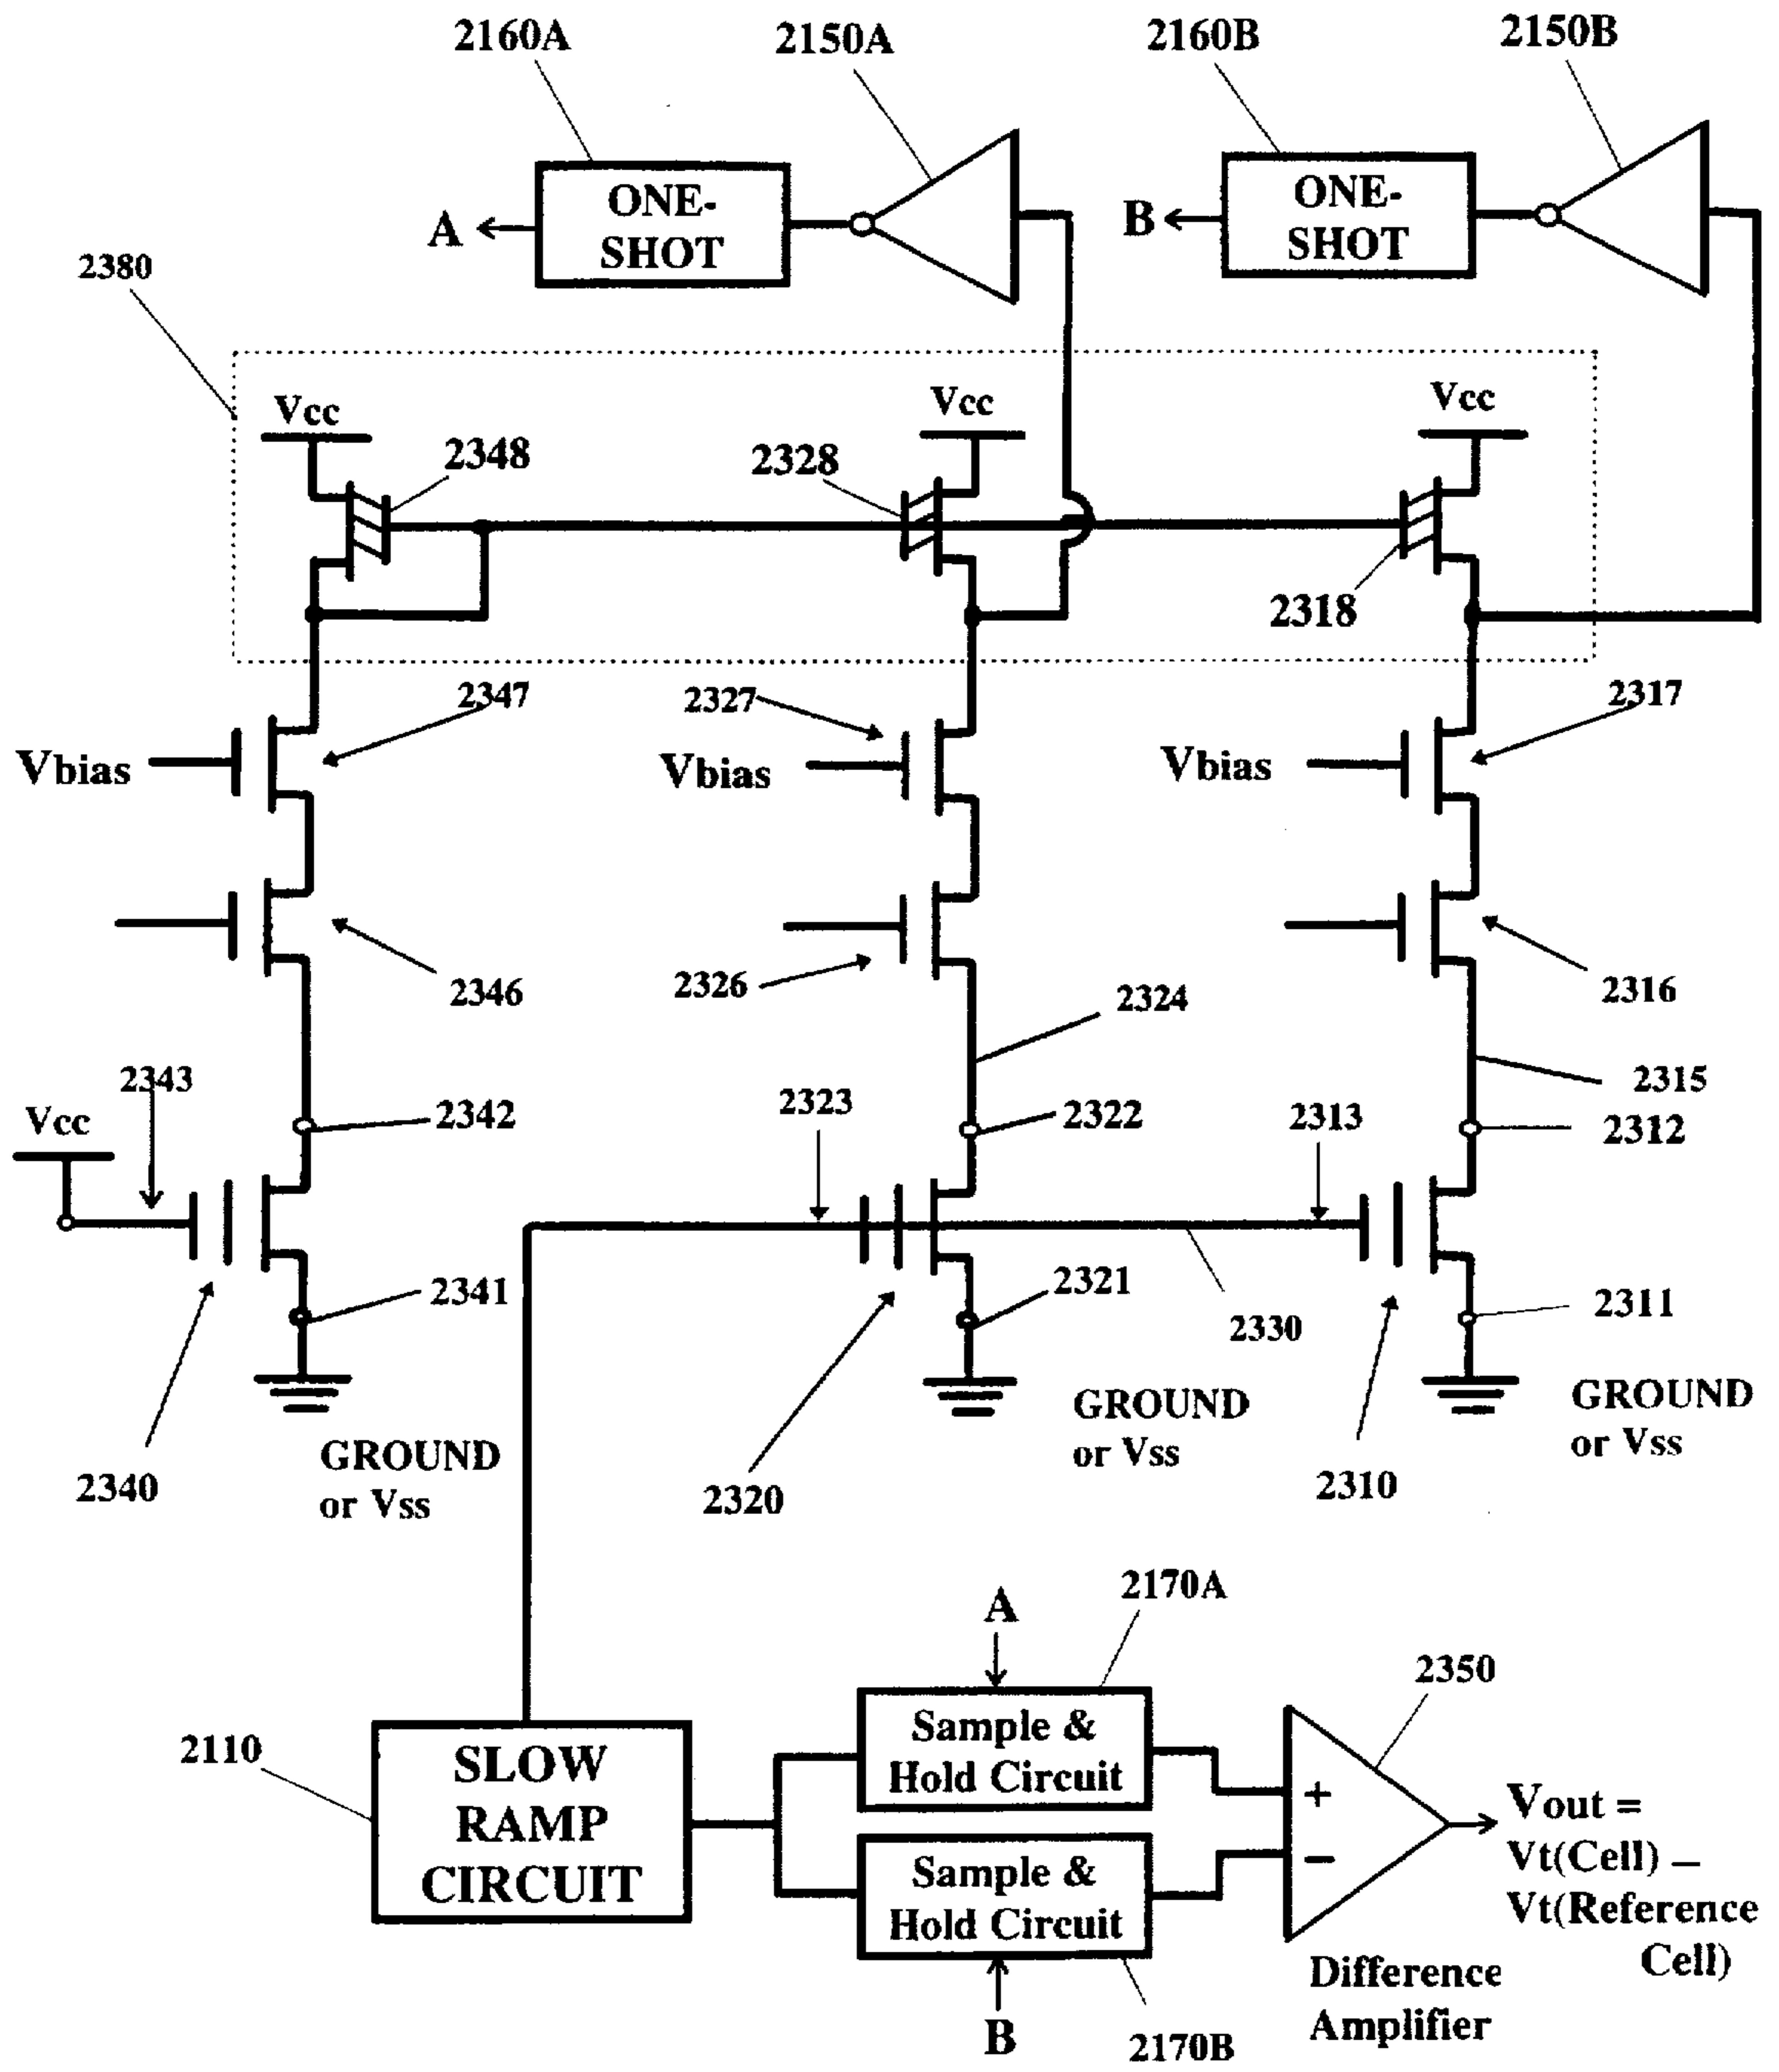 2160A
2150A
2160B
2150B
ONE-
SHOT
A
ONE-
SHOT
B
2380
Vcc
Vcc
Vcc
2348
2328
2318
2347
2327
2317
Vbias
Vbias
Vbias
2346
2326
2316
2324
2315
2343
Vcc
2342
2323
2322
2313
2312
2341
2321
2330
2311
GROUND
or Vss
GROUND
or Vss
GROUND
or Vss
2340
2320
2310
A
2170A
2350
2110
SLOW
RAMP
CIRCUIT
Sample &
Hold Circuit
Sample &
Hold Circuit
+
–
Vout =
Vt(Cell) –
Vt(Reference
Cell)
Difference
Amplifier
B
2170B